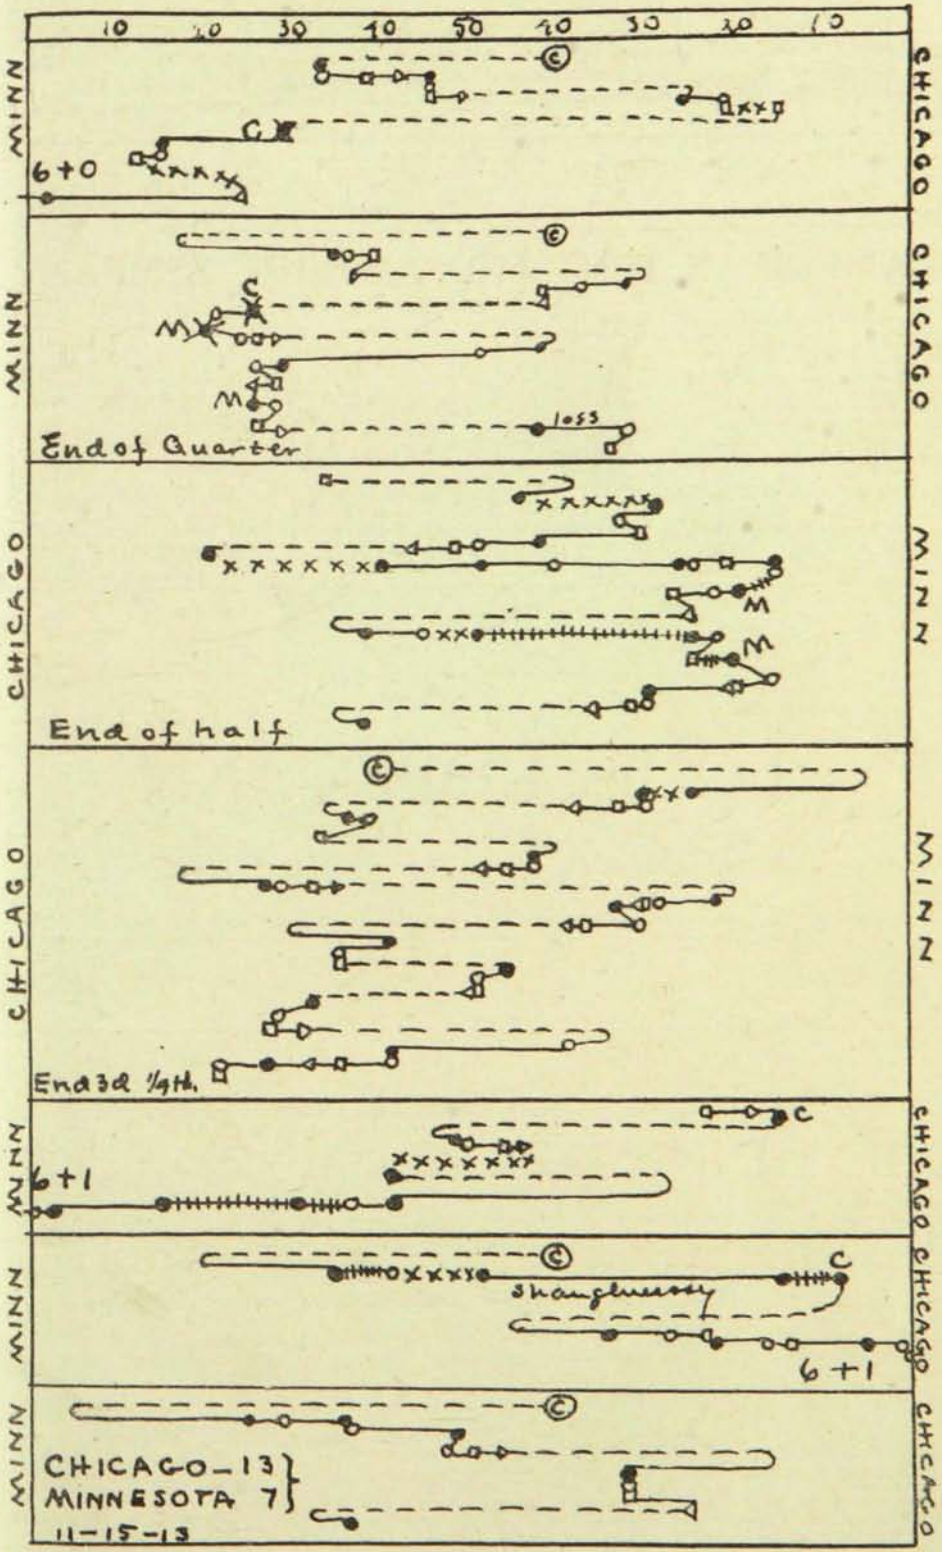 10 20 30 40 50 40 30 20 10
MINN
CHICAGO
C
C
6+0
MINN
CHICAGO
C
C
M
M
loss
End of Quarter
CHICAGO
MINN
M
M
End of half
CHICAGO
MINN
C
End 3d 1/4th.
MINN
CHICAGO
C
6+1
MINN
CHICAGO
C
C
6+1
MINN
CHICAGO
C
CHICAGO-13
MINNESOTA 7
11-15-13